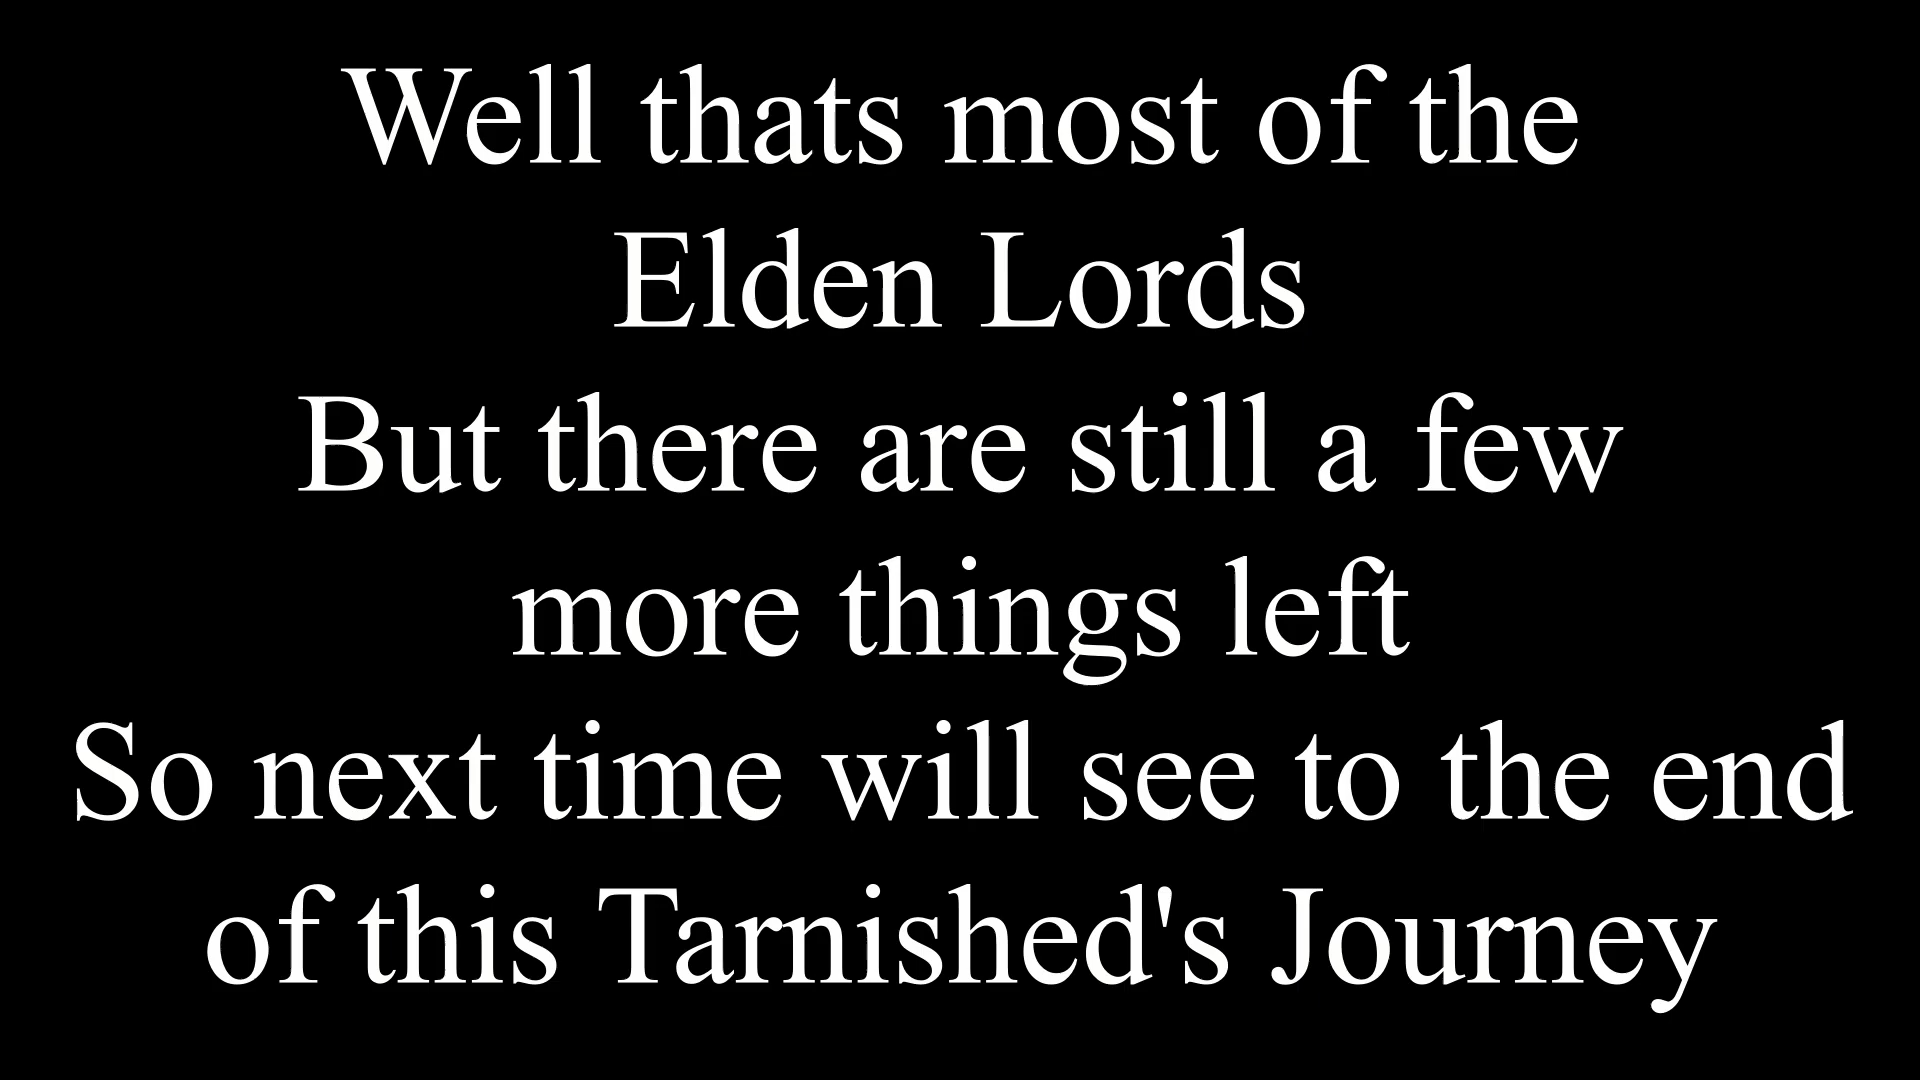 Well thats most of the
Elden Lords
But there are still a few
more things left
So next time will see to the end
of this Tarnished's Journey